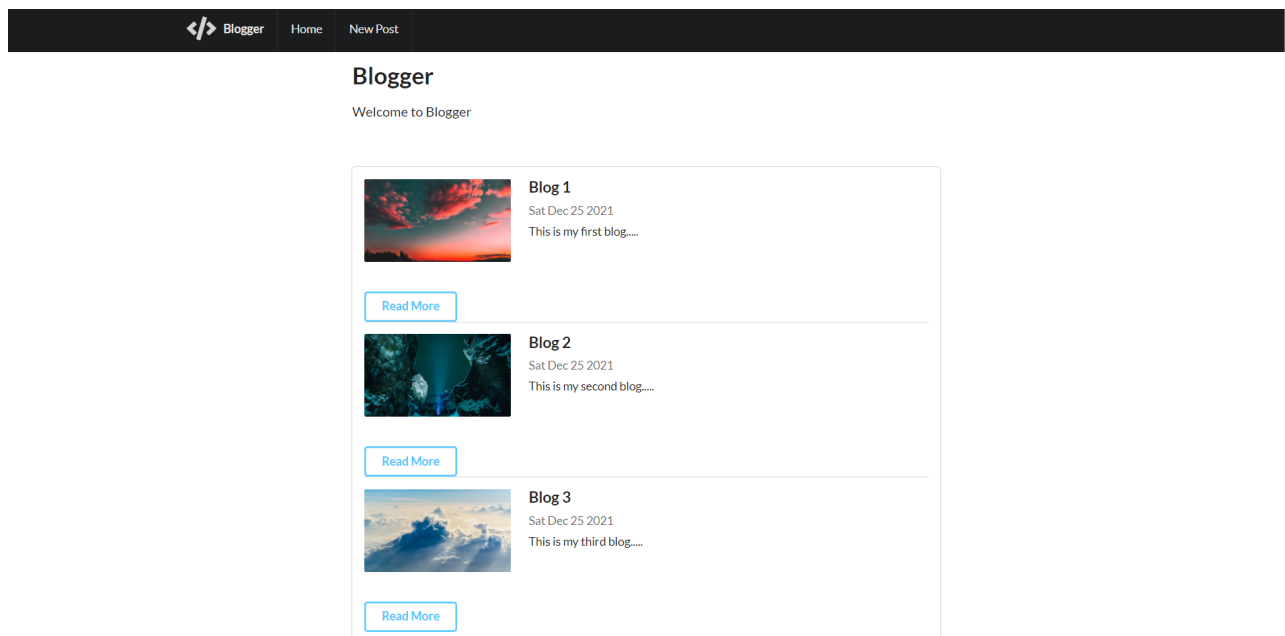 </> Blogger Home New Post
Blogger
Welcome to Blogger
Blog 1
Sat Dec 25 2021
This is my first blog.....
Read More
Blog 2
Sat Dec 25 2021
This is my second blog.....
Read More
Blog 3
Sat Dec 25 2021
This is my third blog.....
Read More